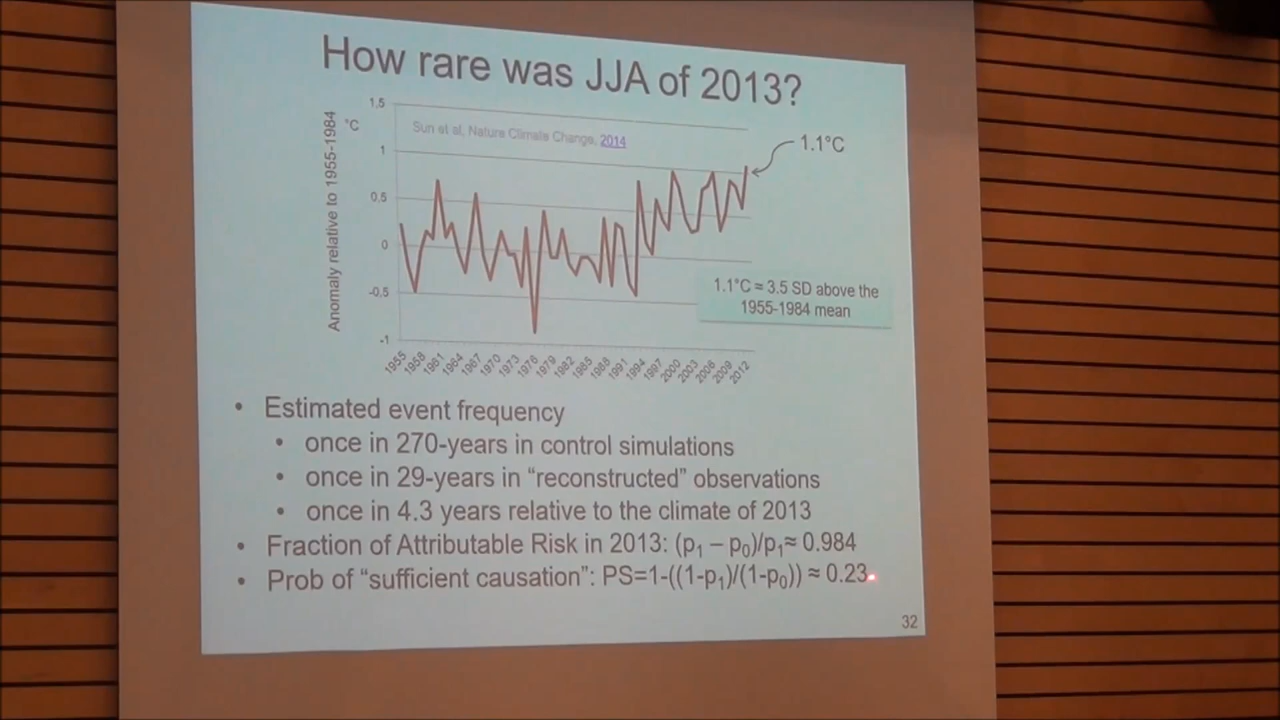 How rare was JJA of 2013?
Anomaly relative to 1955-1984
°C
1.5
1
0.5
0
-0.5
-1
Sun et al, Nature Climate Change, 2014
1.1°C
1.1°C = 3.5 SD above the
1955-1984 mean
1955 1958 1961 1964 1967 1970 1973 1976 1979 1982 1985 1988 1991 1994 1997 2000 2003 2006 2009 2012
• Estimated event frequency
• once in 270-years in control simulations
• once in 29-years in “reconstructed” observations
• once in 4.3 years relative to the climate of 2013
• Fraction of Attributable Risk in 2013: (p₁ – p₀)/p₁≈ 0.984
• Prob of “sufficient causation”: PS=1-((1-p₁)/(1-p₀)) ≈ 0.23
32